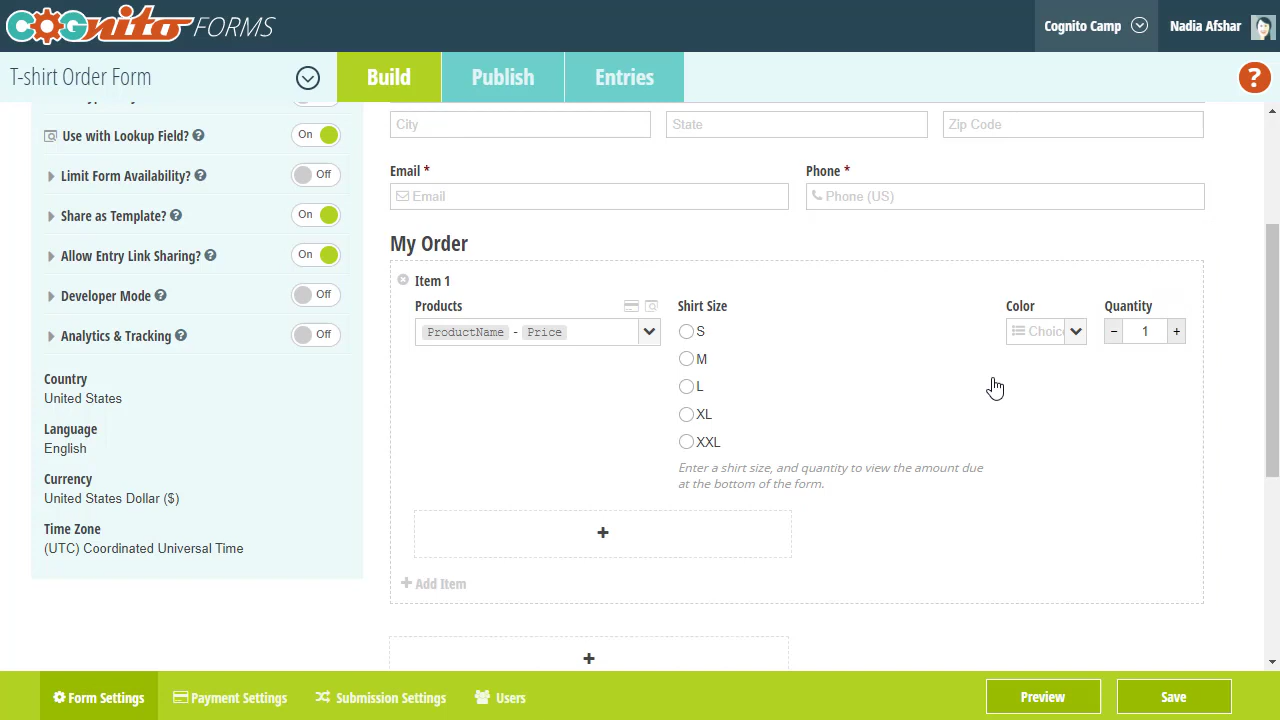 COGNITO FORMS
Cognito Camp
Nadia Afshar
T-shirt Order Form
Build
Publish
Entries
?
Use with Lookup Field?
On
Limit Form Availability?
Off
Share as Template?
On
Allow Entry Link Sharing?
On
Developer Mode
Off
Analytics & Tracking
Off
Country
United States
Language
English
Currency
United States Dollar ($)
Time Zone
(UTC) Coordinated Universal Time
City
State
Zip Code
Email *
Phone *
Email
Phone (US)
My Order
Item 1
Products
Shirt Size
Color
Quantity
ProductName - Price
S
M
L
XL
XXL
Choic
- 1 +
Enter a shirt size, and quantity to view the amount due
at the bottom of the form.
+
+ Add Item
+
Form Settings
Payment Settings
Submission Settings
Users
Preview
Save